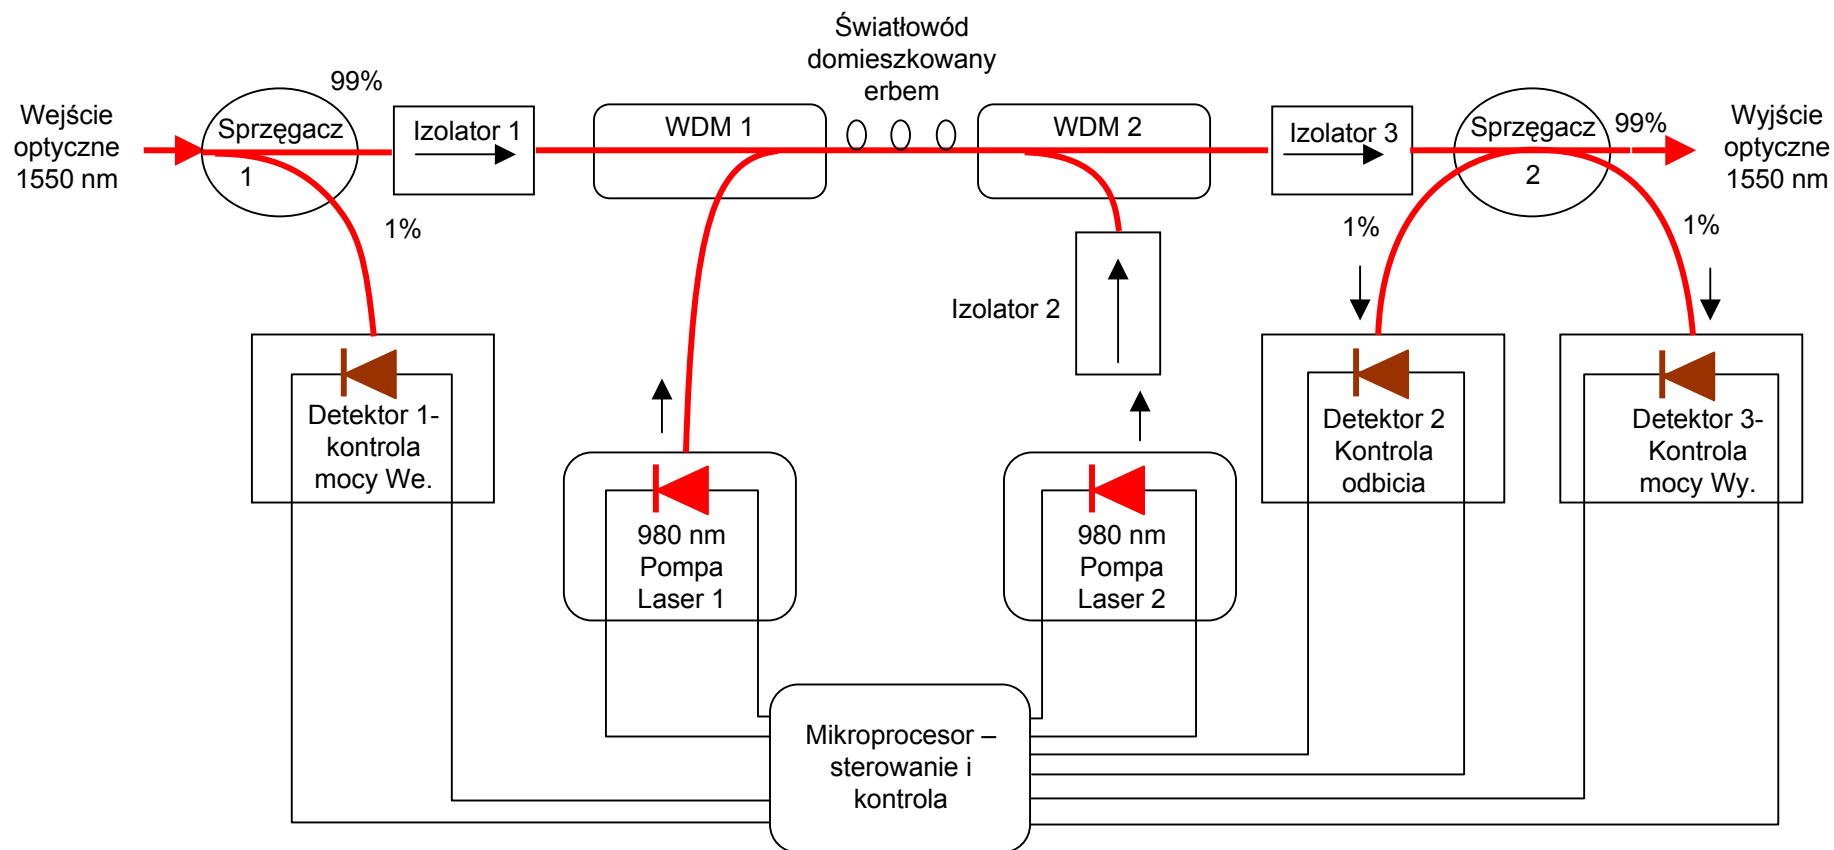 Światłowód
domieszkowany
erbem
99%
Wejście
optyczne
1550 nm
Sprzęgacz
1
1%
Izolator 1
WDM 1
WDM 2
Izolator 3
Sprzęgacz
2
99%
Wyjście
optyczne
1550 nm
1%
1%
Izolator 2
Detektor 1-
kontrola
mocy We.
980 nm
Pompa
Laser 1
980 nm
Pompa
Laser 2
Detektor 2
Kontrola
odbicia
Detektor 3-
Kontrola
mocy Wy.
Mikroprocesor –
sterowanie i
kontrola